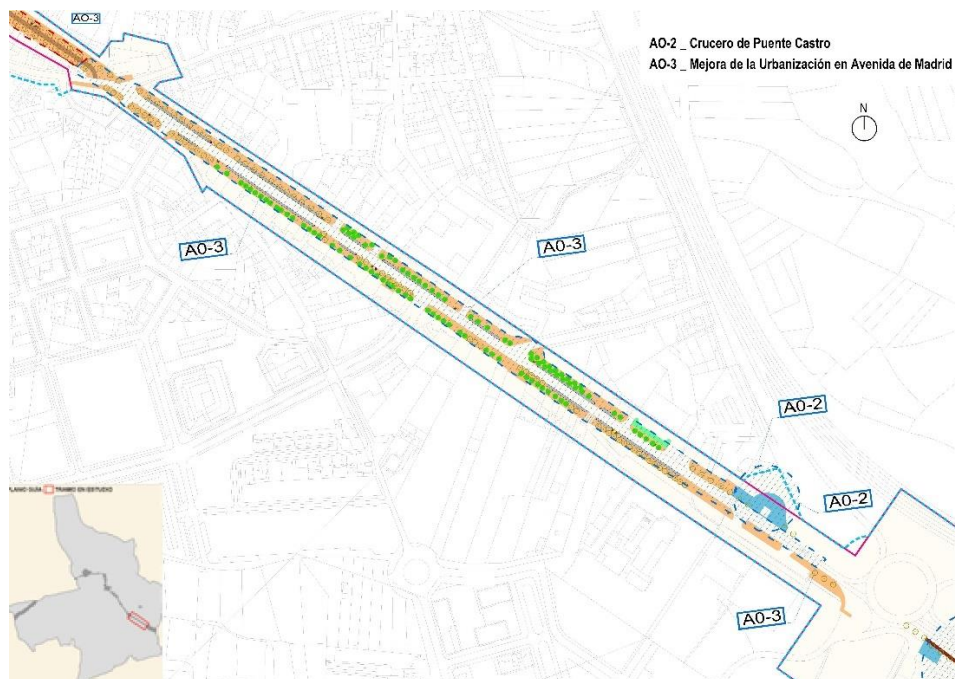 AO-3
AO-2 _ Crucero de Puente Castro
AO-3 _ Mejora de la Urbanización en Avenida de Madrid
N
A0-3
A0-3
A0-2
A0-2
PLANO GUÍA TRAMO EN ESTUDIO
A0-3